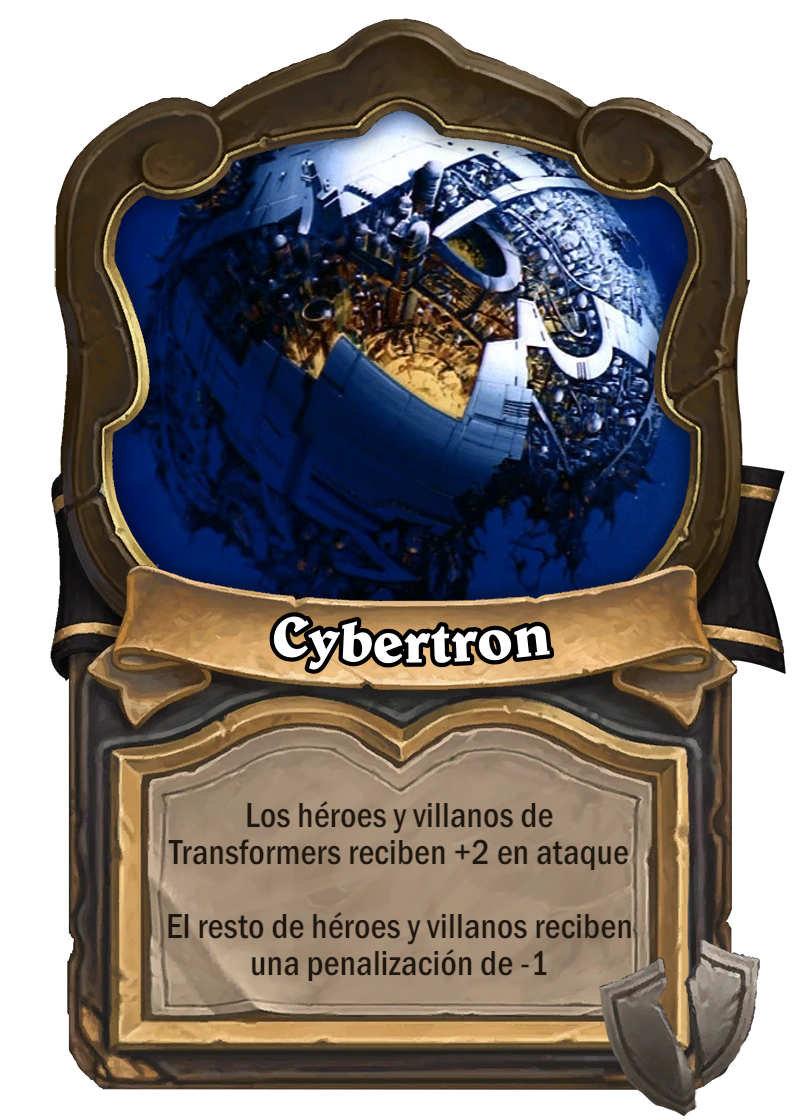 Cybertron
Los héroes y villanos de
Transformers reciben +2 en ataque
El resto de héroes y villanos reciben
una penalización de -1